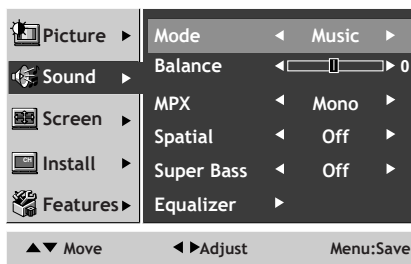 Picture
Sound
Screen
Install
Features
Mode Music
Balance 0
MPX Mono
Spatial Off
Super Bass Off
Equalizer
Move Adjust Menu:Save